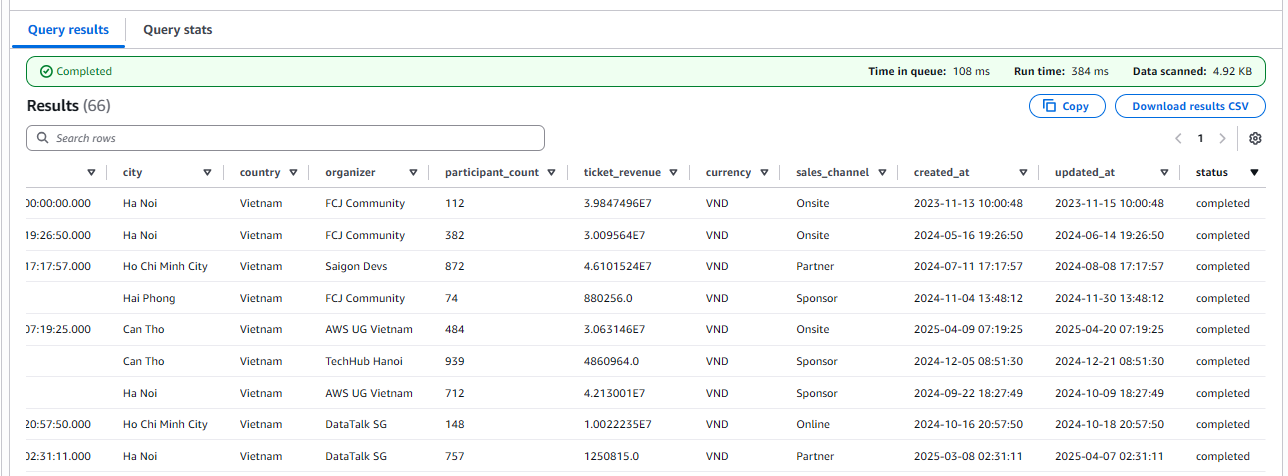 Query results Query stats
Completed Time in queue: 108 ms Run time: 384 ms Data scanned: 4.92 KB
Results (66) Copy Download results CSV
Search rows 1
city country organizer participant_count ticket_revenue currency sales_channel created_at updated_at status
00:00:00.000 Ha Noi Vietnam FCJ Community 112 3.9847496E7 VND Onsite 2023-11-13 10:00:48 2023-11-15 10:00:48 completed
19:26:50.000 Ha Noi Vietnam FCJ Community 382 3.009564E7 VND Onsite 2024-05-16 19:26:50 2024-06-14 19:26:50 completed
17:17:57.000 Ho Chi Minh City Vietnam Saigon Devs 872 4.6101524E7 VND Partner 2024-07-11 17:17:57 2024-08-08 17:17:57 completed
Hai Phong Vietnam FCJ Community 74 880256.0 VND Sponsor 2024-11-04 13:48:12 2024-11-30 13:48:12 completed
07:19:25.000 Can Tho Vietnam AWS UG Vietnam 484 3.063146E7 VND Onsite 2025-04-09 07:19:25 2025-04-20 07:19:25 completed
Can Tho Vietnam TechHub Hanoi 939 4860964.0 VND Sponsor 2024-12-05 08:51:30 2024-12-21 08:51:30 completed
Ha Noi Vietnam AWS UG Vietnam 712 4.213001E7 VND Sponsor 2024-09-22 18:27:49 2024-10-09 18:27:49 completed
20:57:50.000 Ho Chi Minh City Vietnam DataTalk SG 148 1.0022235E7 VND Online 2024-10-16 20:57:50 2024-10-18 20:57:50 completed
02:31:11.000 Ha Noi Vietnam DataTalk SG 757 1250815.0 VND Partner 2025-03-08 02:31:11 2025-04-07 02:31:11 completed